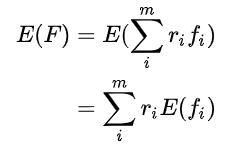 E(F) = E(∑_i^m r_i f_i)
= ∑_i^m r_i E(f_i)